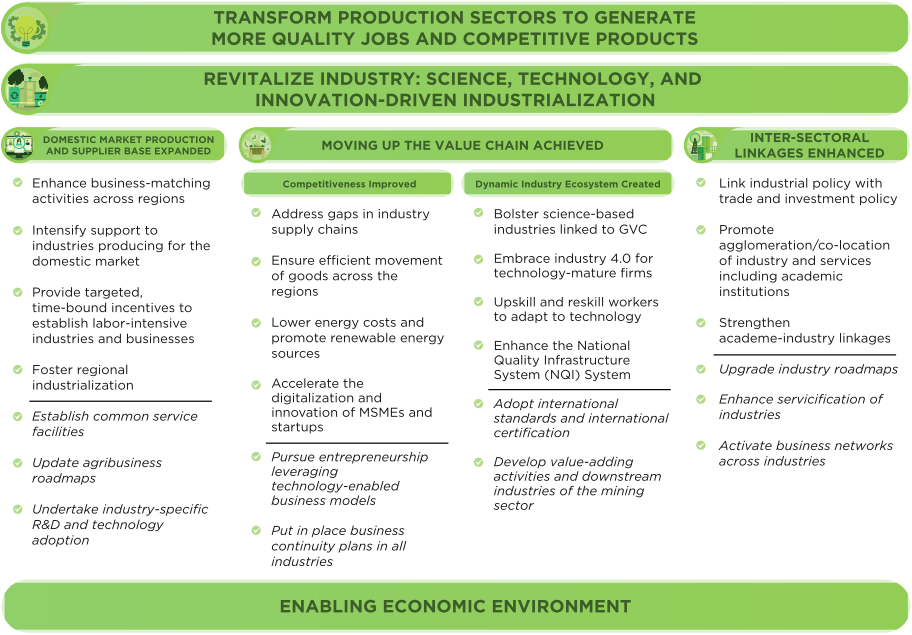 TRANSFORM PRODUCTION SECTORS TO GENERATE
MORE QUALITY JOBS AND COMPETITIVE PRODUCTS
REVITALIZE INDUSTRY: SCIENCE, TECHNOLOGY, AND
INNOVATION-DRIVEN INDUSTRIALIZATION
DOMESTIC MARKET PRODUCTION
AND SUPPLIER BASE EXPANDED
Enhance business-matching
activities across regions
Intensify support to
industries producing for the
domestic market
Provide targeted,
time-bound incentives to
establish labor-intensive
industries and businesses
Foster regional
industrialization
Establish common service
facilities
Update agribusiness
roadmaps
Undertake industry-specific
R&D and technology
adoption
MOVING UP THE VALUE CHAIN ACHIEVED
Competitiveness Improved
Address gaps in industry
supply chains
Ensure efficient movement
of goods across the
regions
Lower energy costs and
promote renewable energy
sources
Accelerate the
digitalization and
innovation of MSMEs and
startups
Pursue entrepreneurship
leveraging
technology-enabled
business models
Put in place business
continuity plans in all
industries
Dynamic Industry Ecosystem Created
Bolster science-based
industries linked to GVC
Embrace industry 4.0 for
technology-mature firms
Upskill and reskill workers
to adapt to technology
Enhance the National
Quality Infrastructure
System (NQI) System
Adopt international
standards and international
certification
Develop value-adding
activities and downstream
industries of the mining
sector
INTER-SECTORAL
LINKAGES ENHANCED
Link industrial policy with
trade and investment policy
Promote
agglomeration/co-location
of industry and services
including academic
institutions
Strengthen
academe-industry linkages
Upgrade industry roadmaps
Enhance servicification of
industries
Activate business networks
across industries
ENABLING ECONOMIC ENVIRONMENT